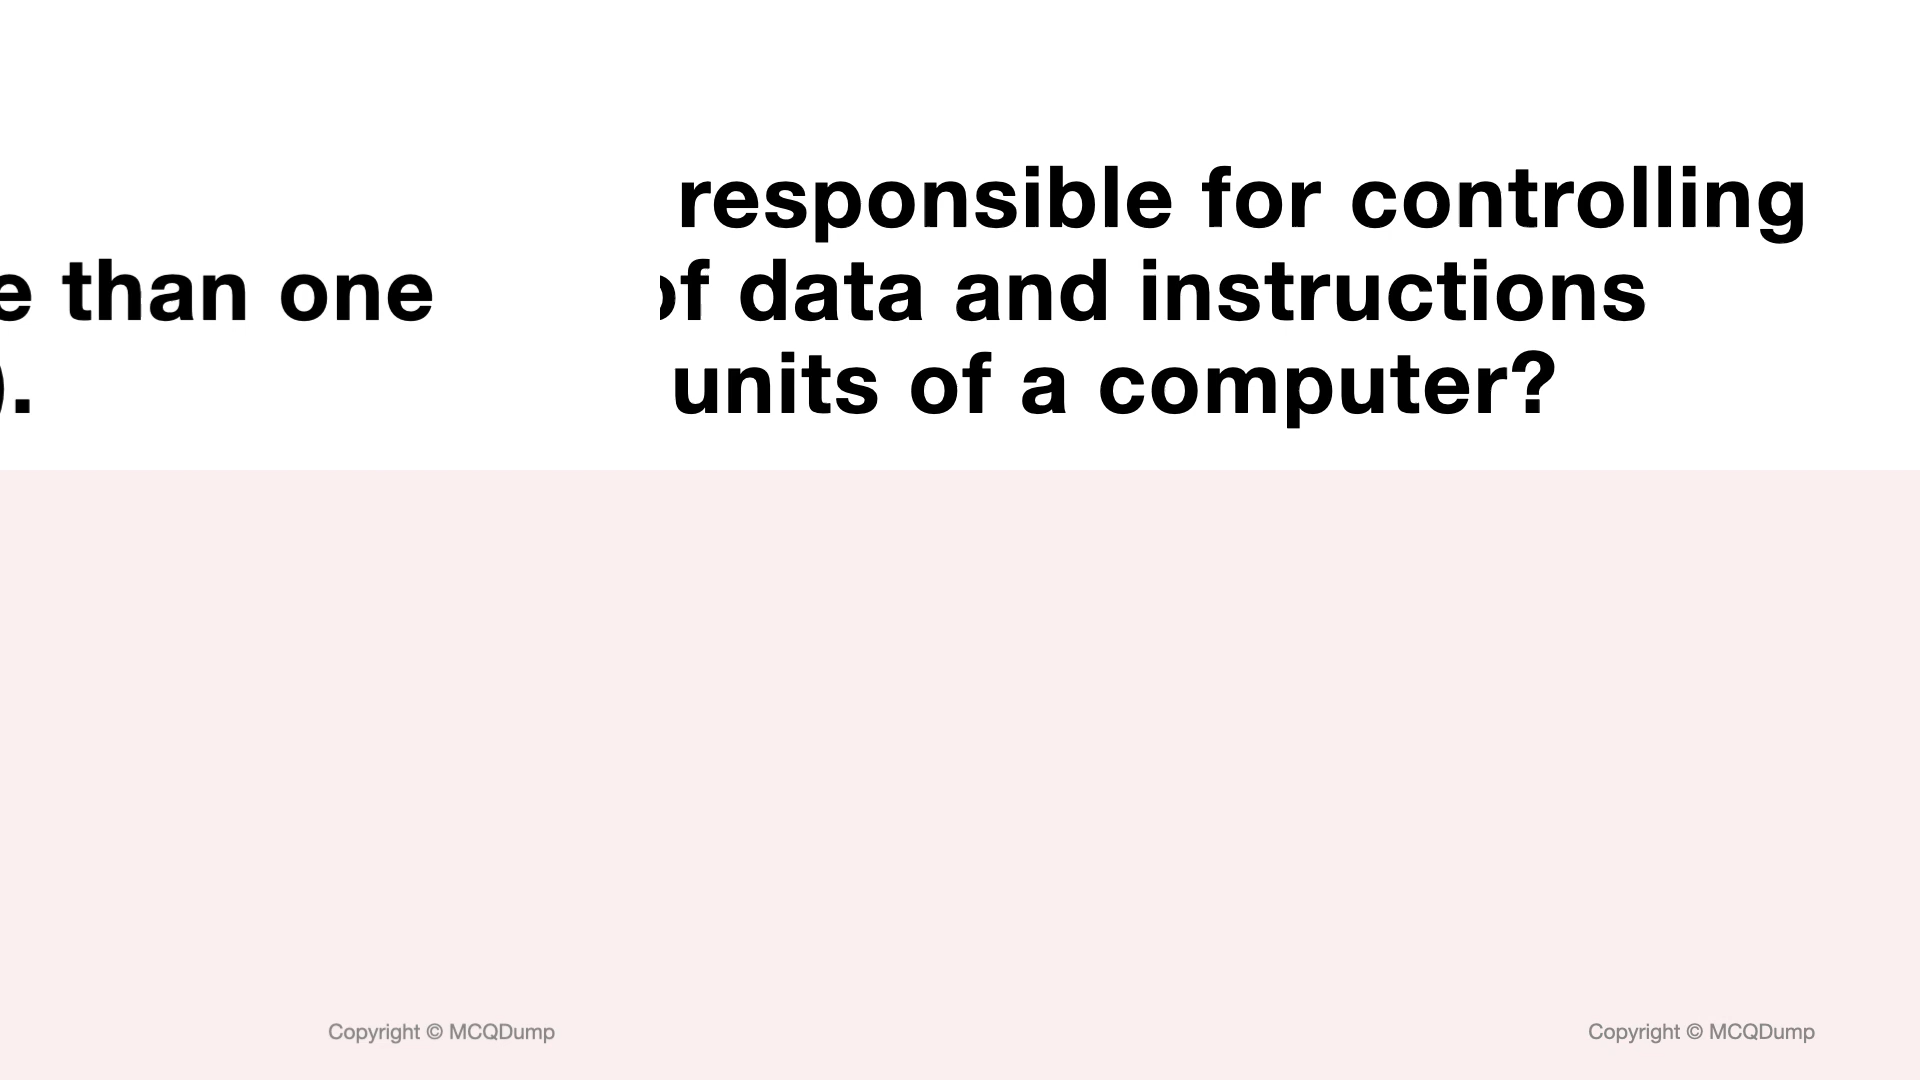 responsible for controlling
of data and instructions
units of a computer?
than one
Copyright © MCQDump
Copyright © MCQDump